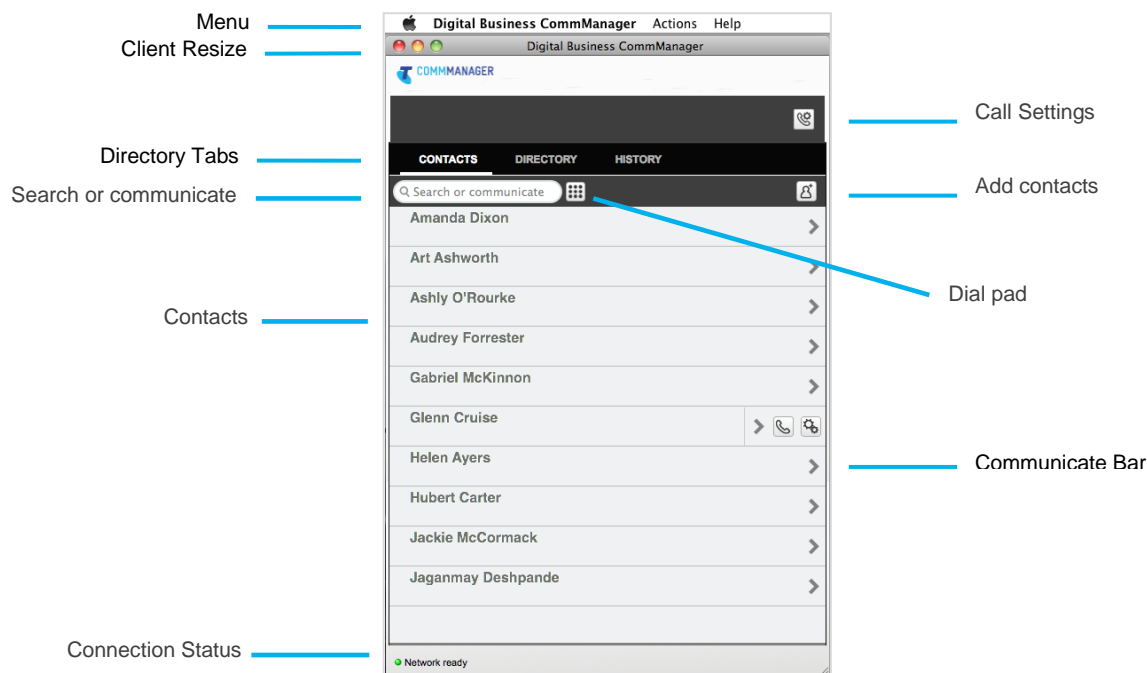 Menu
Digital Business CommManager Actions Help
Client Resize
Digital Business CommManager
T COMMMANAGER
Call Settings
Directory Tabs
CONTACTS DIRECTORY HISTORY
Search or communicate
Search or communicate
Add contacts
Amanda Dixon
Art Ashworth
Ashly O'Rourke
Dial pad
Contacts
Audrey Forrester
Gabriel McKinnon
Glenn Cruise
Helen Ayers
Communicate Bar
Hubert Carter
Jackie McCormack
Jaganmay Deshpande
Connection Status
Network ready